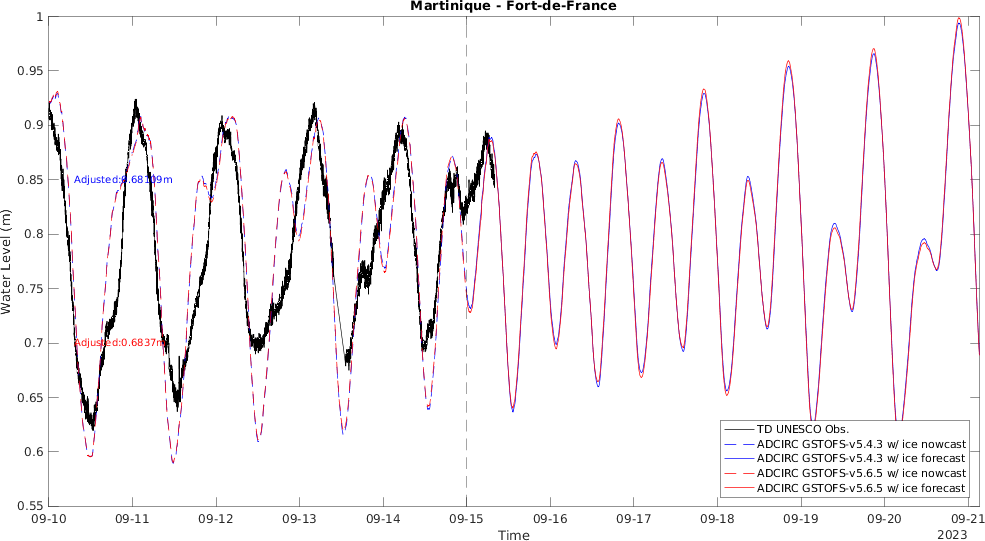 Martinique - Fort-de-France
1
0.95
0.9
0.85
0.8
0.75
0.7
0.65
0.6
0.55
Water Level (m)
Adjusted:0.68109m
Adjusted:0.6837m
TD UNESCO Obs.
ADCIRC GSTOFS-v5.4.3 w/ ice nowcast
ADCIRC GSTOFS-v5.4.3 w/ ice forecast
ADCIRC GSTOFS-v5.6.5 w/ ice nowcast
ADCIRC GSTOFS-v5.6.5 w/ ice forecast
09-10 09-11 09-12 09-13 09-14 09-15 09-16 09-17 09-18 09-19 09-20 09-21
Time
2023